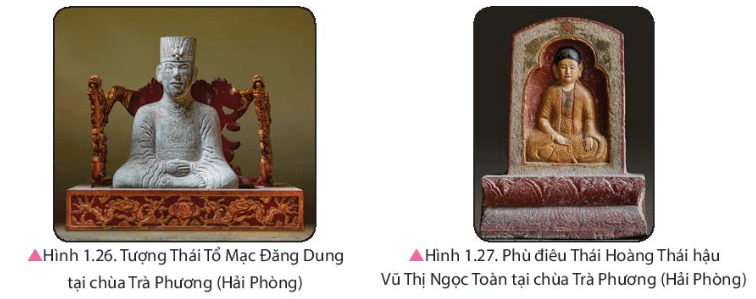 ▲Hình 1.26. Tượng Thái Tổ Mạc Đăng Dung
tại chùa Trà Phương (Hải Phòng)
▲Hình 1.27. Phù điêu Thái Hoàng Thái hậu
Vũ Thị Ngọc Toàn tại chùa Trà Phương (Hải Phòng)